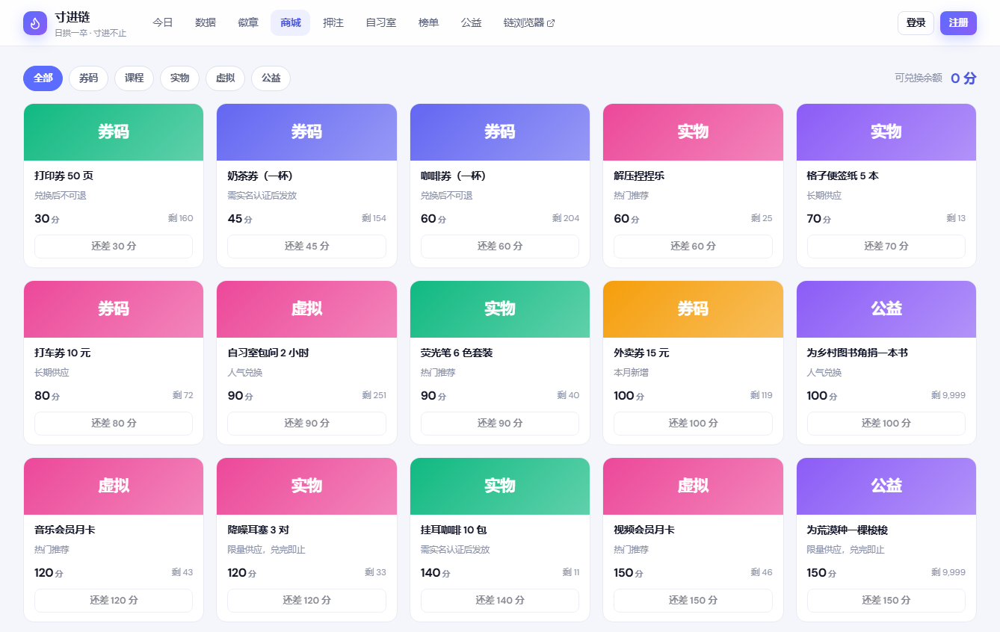 寸进链
日拱一卒 · 寸进不止
今日 数据 徽章 商城 押注 自习室 榜单 公益 链浏览器
登录 注册
全部 券码 课程 实物 虚拟 公益
可兑换余额 0 分
券码 券码 券码 实物 实物
打印券 50 页 奶茶券（一杯） 咖啡券（一杯） 解压捏捏乐 格子便签纸 5 本
兑换后不可退 需实名认证后发放 兑换后不可退 热门推荐 长期供应
30 分 剩 160 45 分 剩 154 60 分 剩 204 60 分 剩 25 70 分 剩 13
还差 30 分 还差 45 分 还差 60 分 还差 60 分 还差 70 分
券码 虚拟 实物 券码 公益
打车券 10 元 自习室包间 2 小时 荧光笔 6 色套装 外卖券 15 元 为乡村图书角捐一本书
长期供应 人气兑换 热门推荐 本月新增 人气兑换
80 分 剩 72 90 分 剩 251 90 分 剩 40 100 分 剩 119 100 分 剩 9,999
还差 80 分 还差 90 分 还差 90 分 还差 100 分 还差 100 分
虚拟 实物 实物 虚拟 公益
音乐会员月卡 降噪耳塞 3 对 挂耳咖啡 10 包 视频会员月卡 为荒漠种一棵梭梭
热门推荐 限量供应，兑完即止 需实名认证后发放 热门推荐 限量供应，兑完即止
120 分 剩 43 120 分 剩 33 140 分 剩 11 150 分 剩 46 150 分 剩 9,999
还差 120 分 还差 120 分 还差 140 分 还差 150 分 还差 150 分